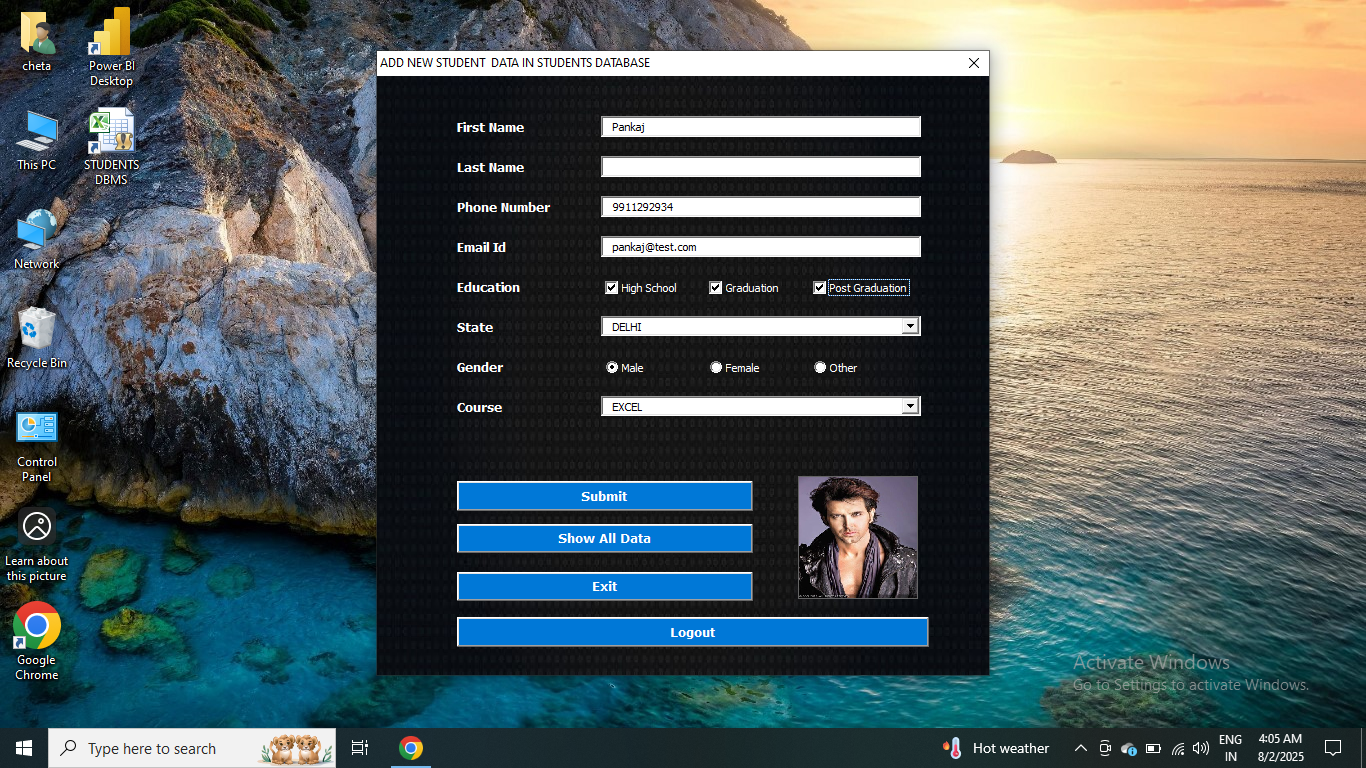 cheta
Power BI
Desktop
This PC
STUDENTS
DBMS
Network
Recycle Bin
Control
Panel
Learn about
this picture
Google
Chrome
ADD NEW STUDENT DATA IN STUDENTS DATABASE
First Name Pankaj
Last Name
Phone Number 9911292934
Email Id pankaj@test.com
Education High School Graduation Post Graduation
State DELHI
Gender Male Female Other
Course EXCEL
Submit
Show All Data
Exit
Logout
Activate Windows
Go to Settings to activate Windows.
Type here to search
Hot weather
ENG
IN
4:05 AM
8/2/2025